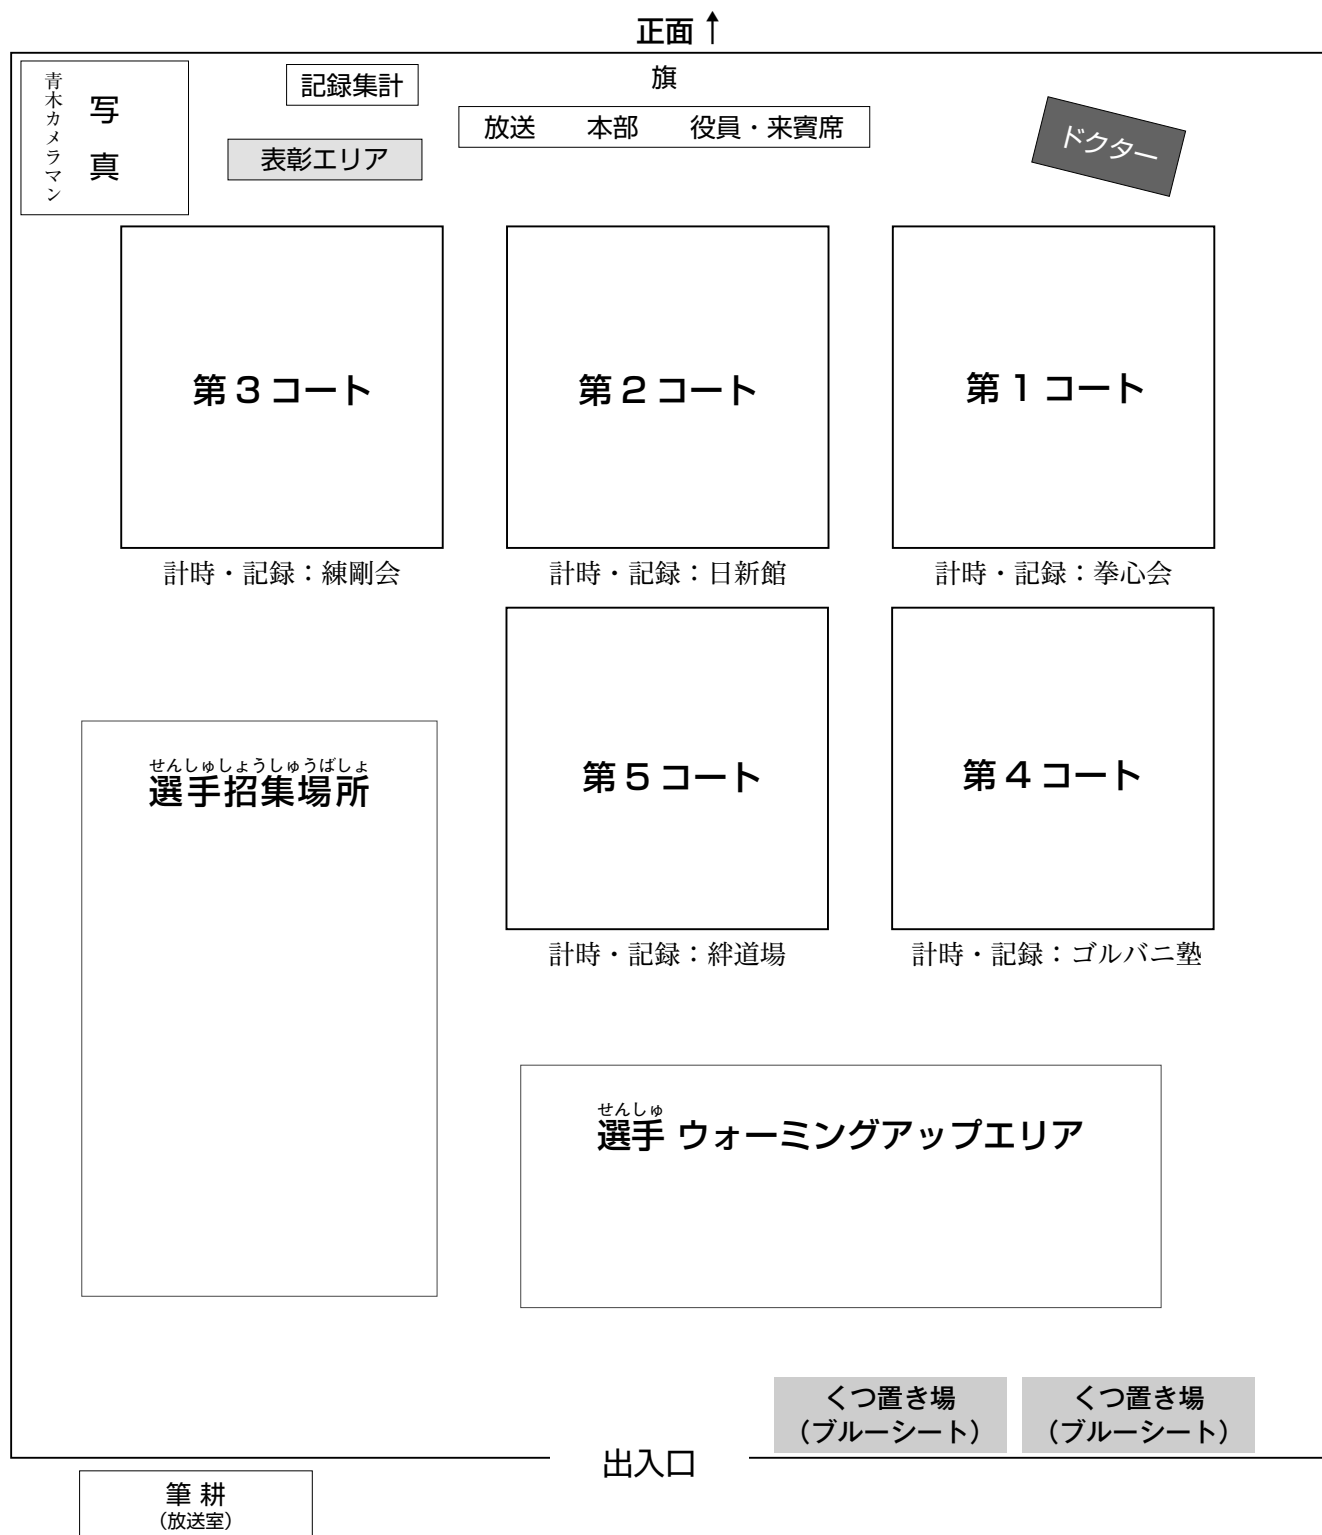 正面↑
青木カメラマン
写真
記録集計
旗
放送 本部 役員・来賓席
表彰エリア
ドクター
第3コート
第2コート
第1コート
計時・記録：練剛会
計時・記録：日新館
計時・記録：拳心会
せんしゅしょうしゅうばしょ
選手招集場所
第5コート
第4コート
計時・記録：絆道場
計時・記録：ゴルバニ塾
せんしゅ
選手 ウォーミングアップエリア
くつ置き場
（ブルーシート）
くつ置き場
（ブルーシート）
出入口
筆耕
（放送室）